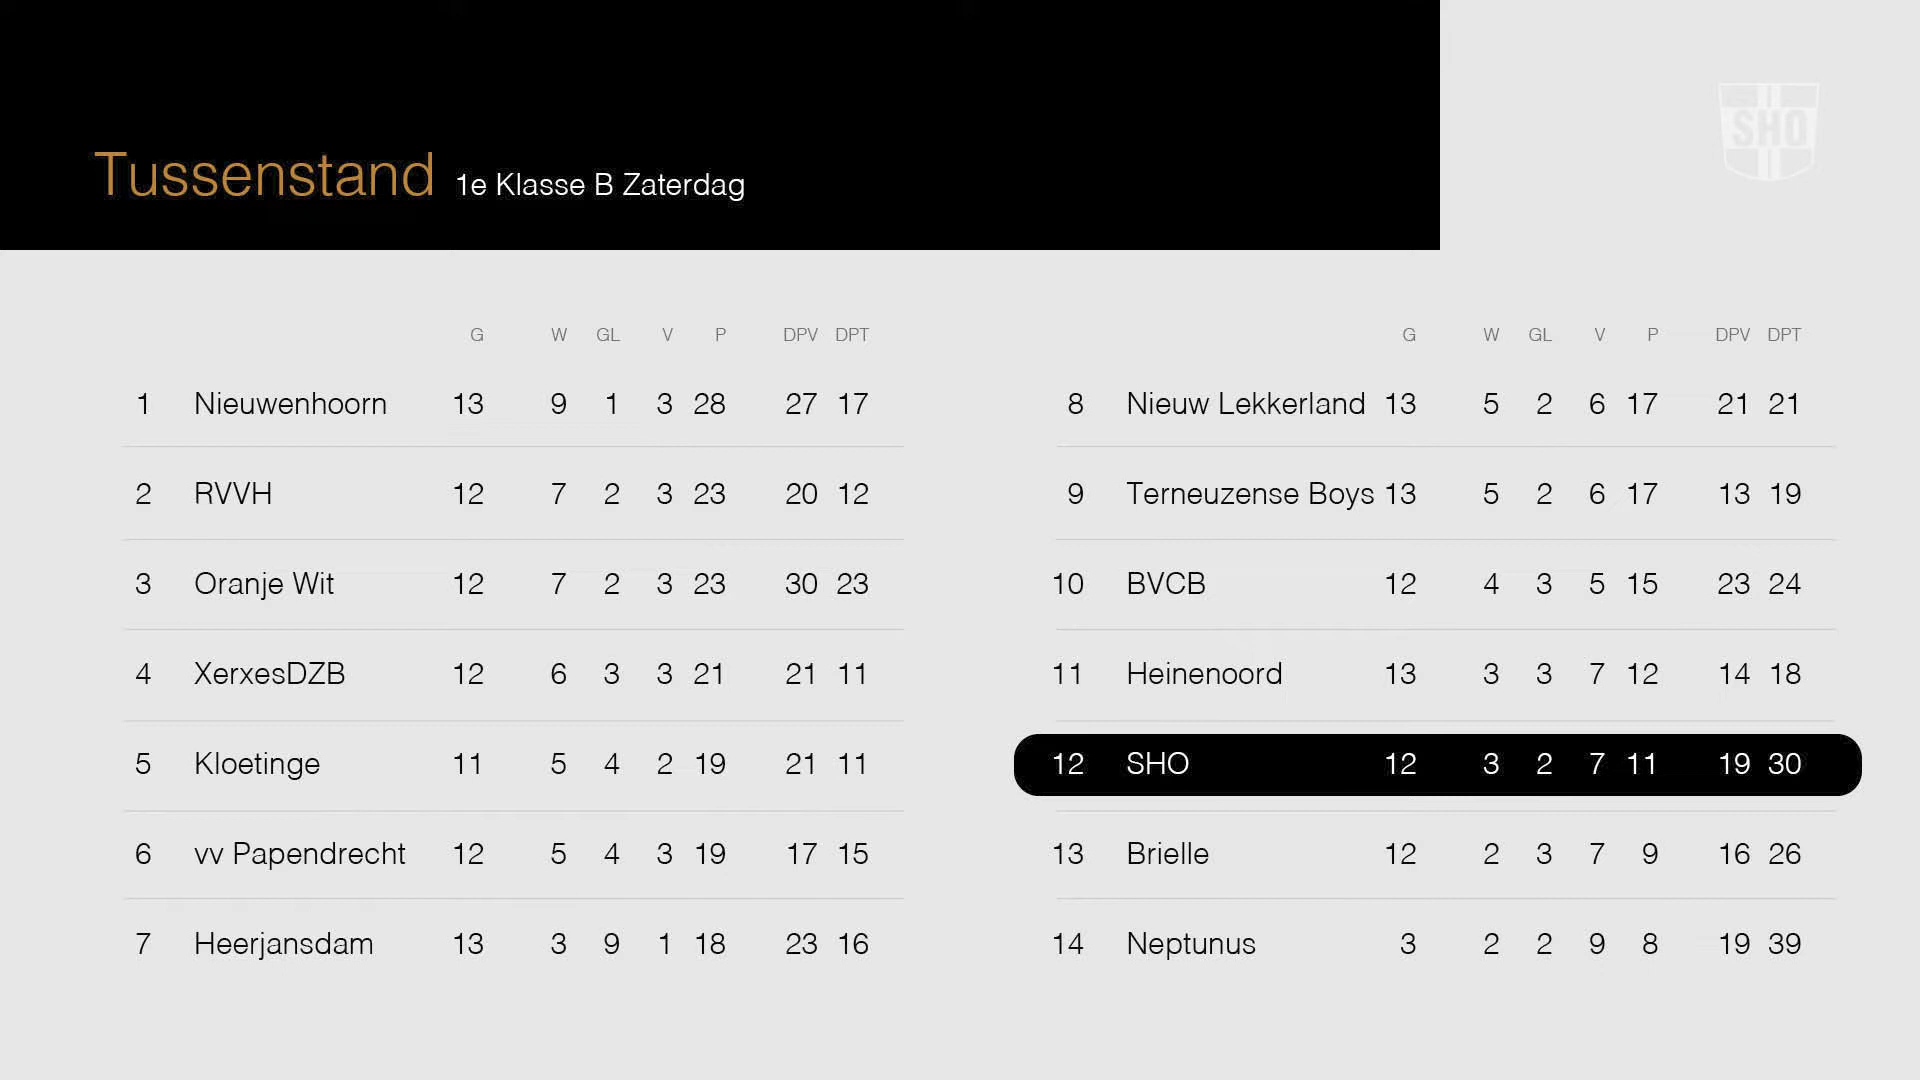 SHO
Tussenstand 1e Klasse B Zaterdag
G W GL V P DPV DPT
1 Nieuwenhoorn 13 9 1 3 28 27 17
2 RVVH 12 7 2 3 23 20 12
3 Oranje Wit 12 7 2 3 23 30 23
4 XerxesDZB 12 6 3 3 21 21 11
5 Kloetinge 11 5 4 2 19 21 11
6 vv Papendrecht 12 5 4 3 19 17 15
7 Heerjansdam 13 3 9 1 18 23 16
G W GL V P DPV DPT
8 Nieuw Lekkerland 13 5 2 6 17 21 21
9 Terneuzense Boys 13 5 2 6 17 13 19
10 BVCB 12 4 3 5 15 23 24
11 Heinenoord 13 3 3 7 12 14 18
12 SHO 12 3 2 7 11 19 30
13 Brielle 12 2 3 7 9 16 26
14 Neptunus 3 2 2 9 8 19 39